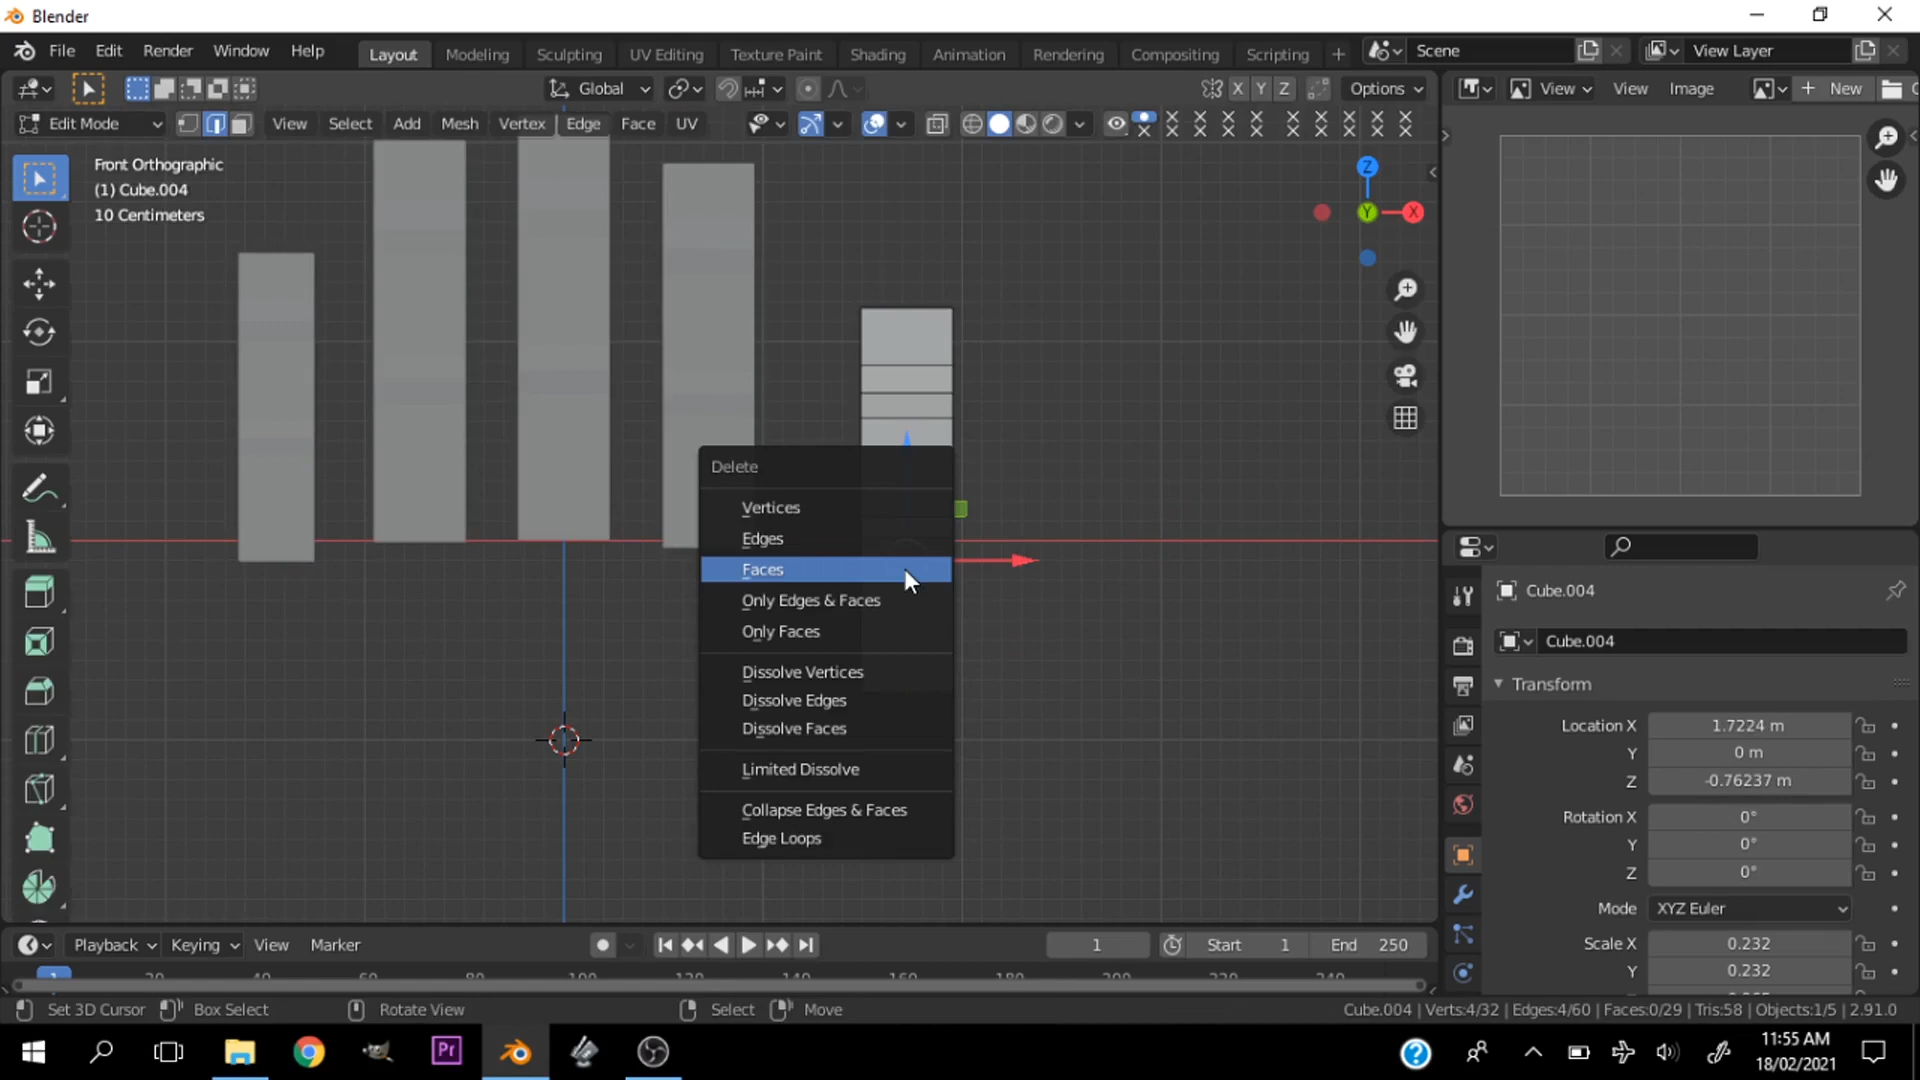 Blender
File Edit Render Window Help Layout Modeling Sculpting UV Editing Texture Paint Shading Animation Rendering Compositing Scripting + Scene View Layer
Global X Y Z Options View View Image New
Edit Mode View Select Add Mesh Vertex Edge Face UV
Front Orthographic
(1) Cube.004
10 Centimeters
Z
Y
X
Delete
Vertices
Edges
Faces
Only Edges & Faces
Only Faces
Dissolve Vertices
Dissolve Edges
Dissolve Faces
Limited Dissolve
Collapse Edges & Faces
Edge Loops
Cube.004
Cube.004
Transform
Location X 1.7224 m
Y 0 m
Z -0.76237 m
Rotation X 0°
Y 0°
Z 0°
Mode XYZ Euler
Scale X 0.232
Y 0.232
Playback Keying View Marker 1 Start 1 End 250
Set 3D Cursor Box Select Rotate View Select Move Cube.004 | Verts:4/32 | Edges:4/60 | Faces:0/29 | Tris:58 | Objects:1/5 | 2.91.0
Pr
11:55 AM
18/02/2021